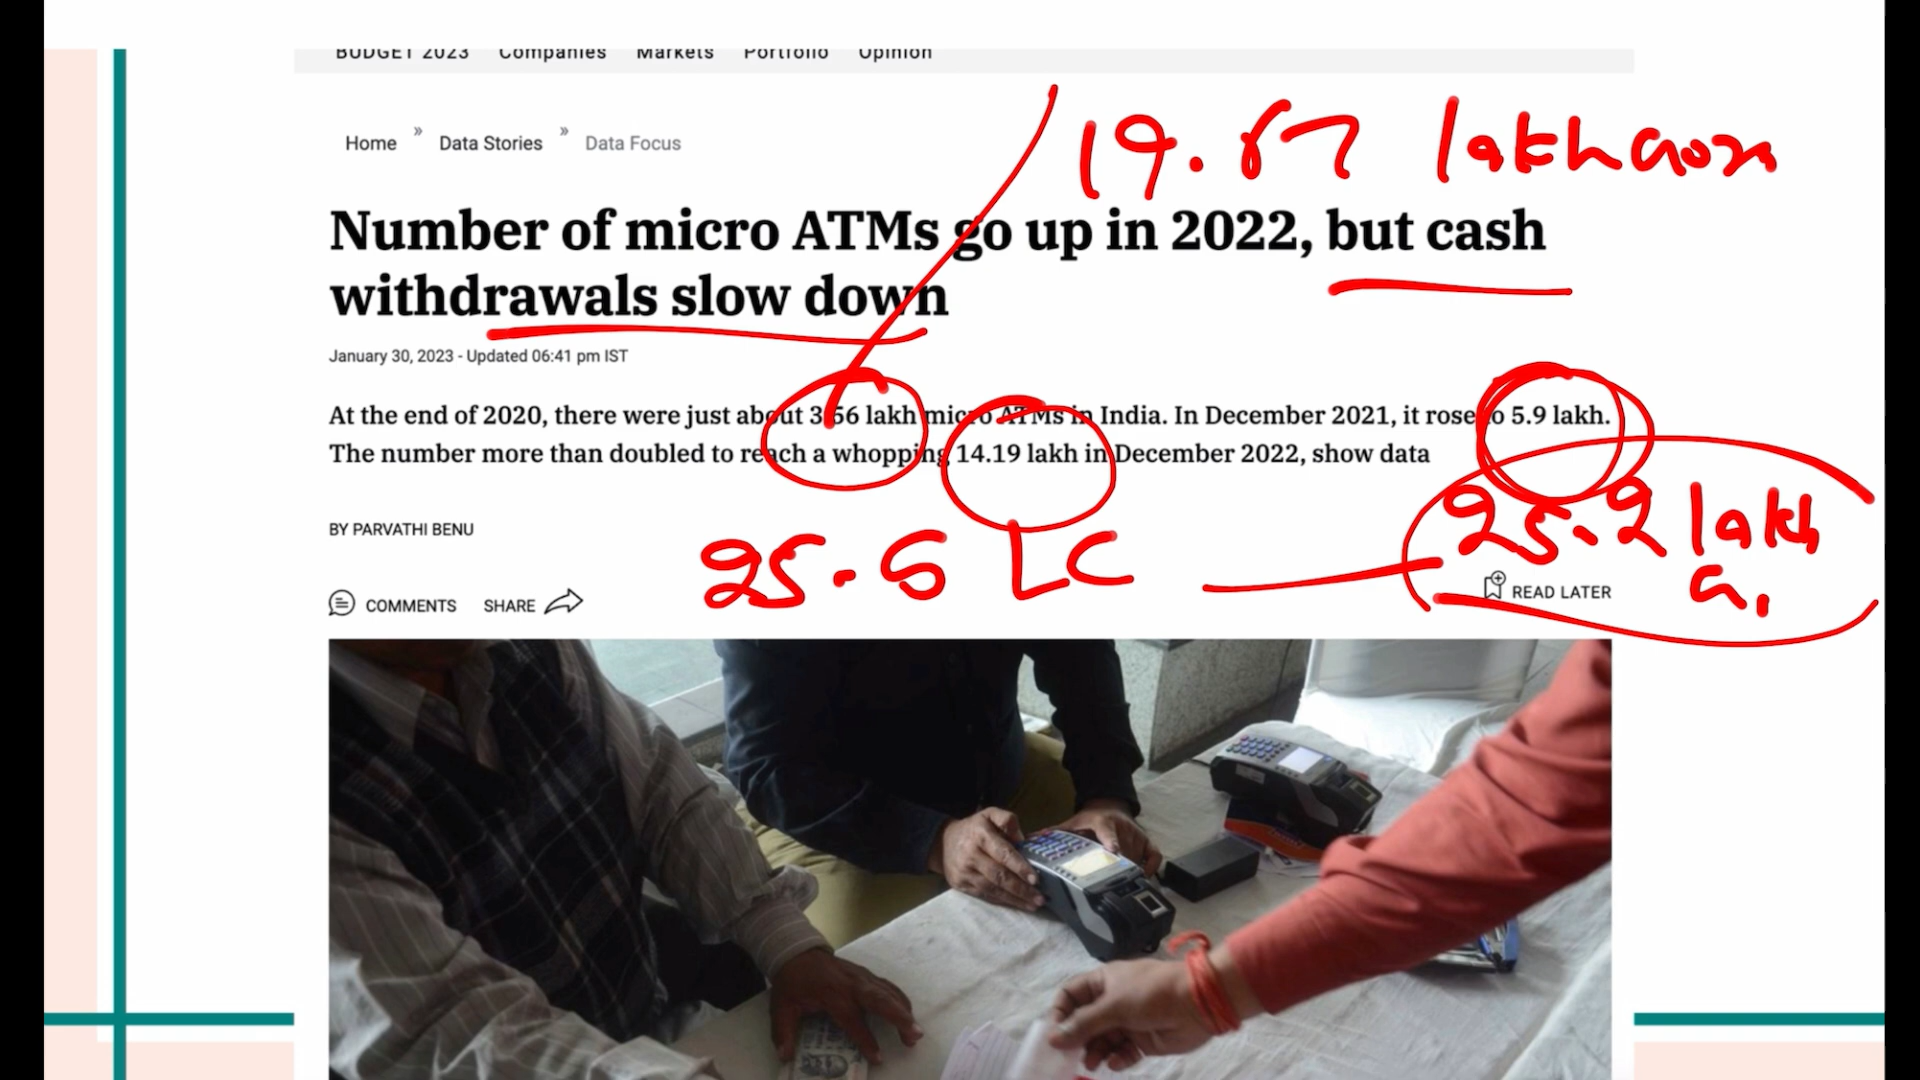 BUDGET 2023 Companies Markets Portfolio Opinion
Home » Data Stories » Data Focus
19.87 lakh
Number of micro ATMs go up in 2022, but cash
withdrawals slow down
January 30, 2023 - Updated 06:41 pm IST
At the end of 2020, there were just about 3.56 lakh micro ATMs in India. In December 2021, it rose to 5.9 lakh.
The number more than doubled to reach a whopping 14.19 lakh in December 2022, show data
BY PARVATHI BENU
25.2 lakh
25.6 LC
COMMENTS SHARE
READ LATER